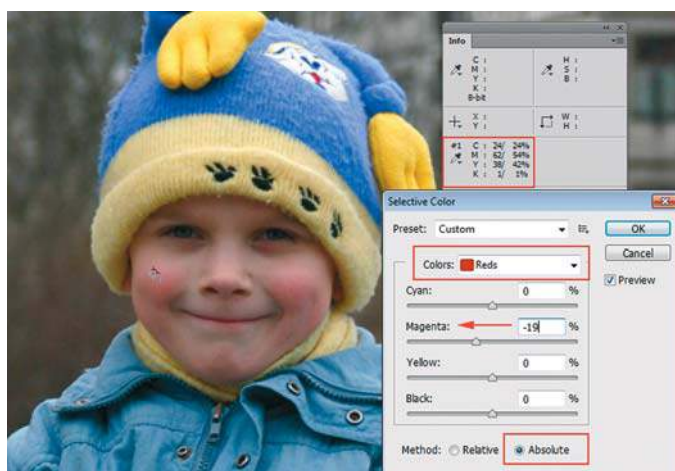 Info
C :
M :
Y :
K :
8-bit
H :
S :
B :
X :
Y :
W :
H :
#1 C : 24/ 24%
M : 62/ 54%
Y : 38/ 42%
K : 1/ 1%
Selective Color
Preset: Custom
OK
Cancel
Preview
Colors: Reds
Cyan: 0 %
Magenta: -19 %
Yellow: 0 %
Black: 0 %
Method: Relative Absolute